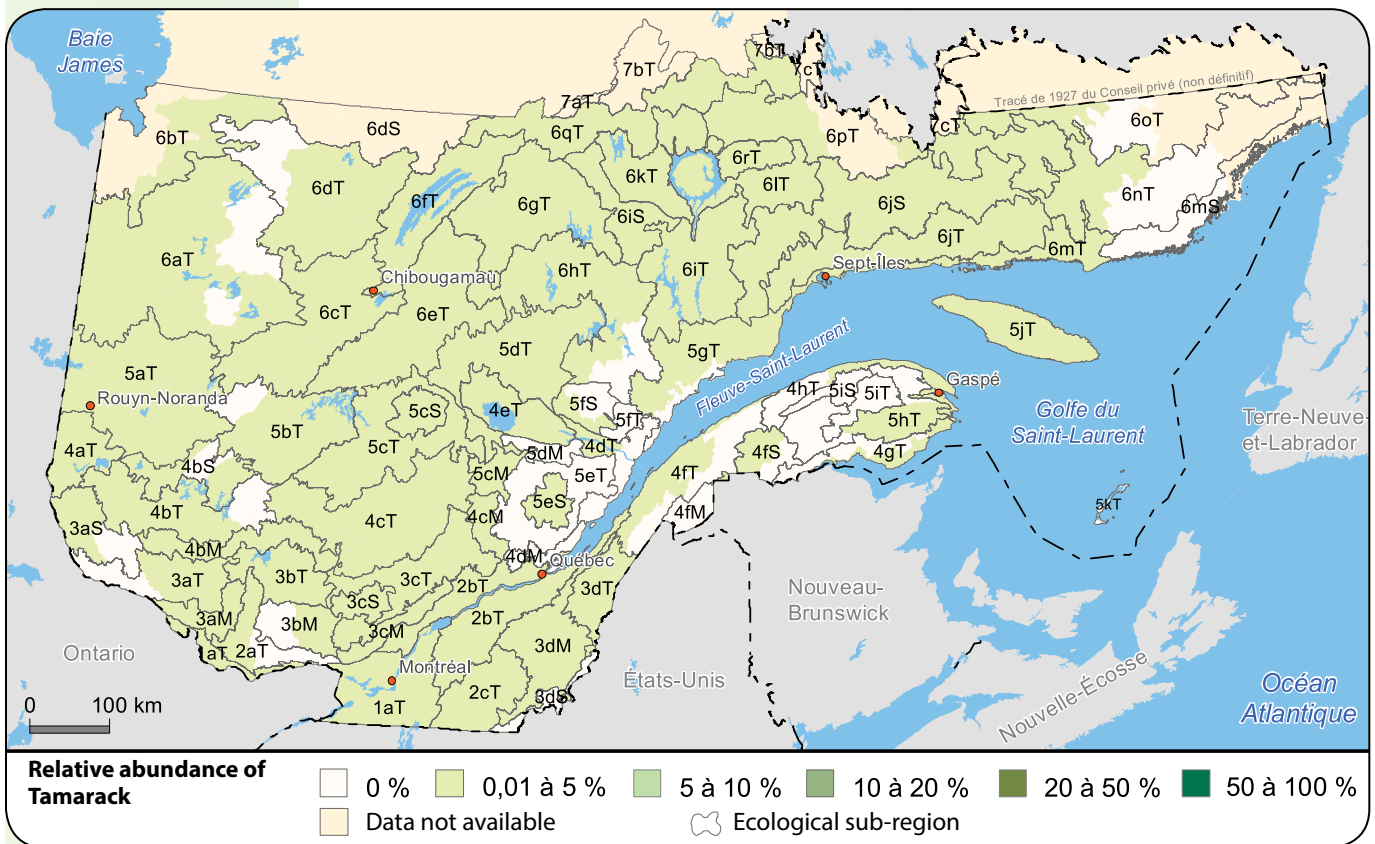 Baie
James
7bT
7bT
7cT
7aT
Tracé de 1927 du Conseil privé (non définitif)
6bT
6dS
6qT
6pT
7cT
6oT
6rT
6dT
6fT
6kT
6lT
6gT
6iS
6jS
6nT
6mS
6jT
6mT
6aT
6hT
6iT
Sept-Îles
Chibougamau
6cT
6eT
5jT
5dT
5gT
5aT
Fleuve-Saint-Laurent
Rouyn-Noranda
4hT
5iS
5iT
Gaspé
5cS
4eT
5fS
5fT
5hT
Golfe du
Saint-Laurent
Terre-Neuve-
et-Labrador
5bT
5cT
4aT
4dT
5dM
4fS
4gT
4bS
5cM
5eT
4fT
5eS
5kT
4bT
4cT
4cM
4fM
3aS
4bM
4dM
Québec
3aT
3bT
3cT
2bT
3dT
Nouveau-
Brunswick
3cS
3aM
3bM
3cM
2bT
3dM
1aT
2aT
Ontario
Montréal
2cT
3dS
1aT
États-Unis
Nouvelle-Écosse
Océan
Atlantique
0 100 km
Relative abundance of
Tamarack
0 % 0,01 à 5 % 5 à 10 % 10 à 20 % 20 à 50 % 50 à 100 %
Data not available Ecological sub-region